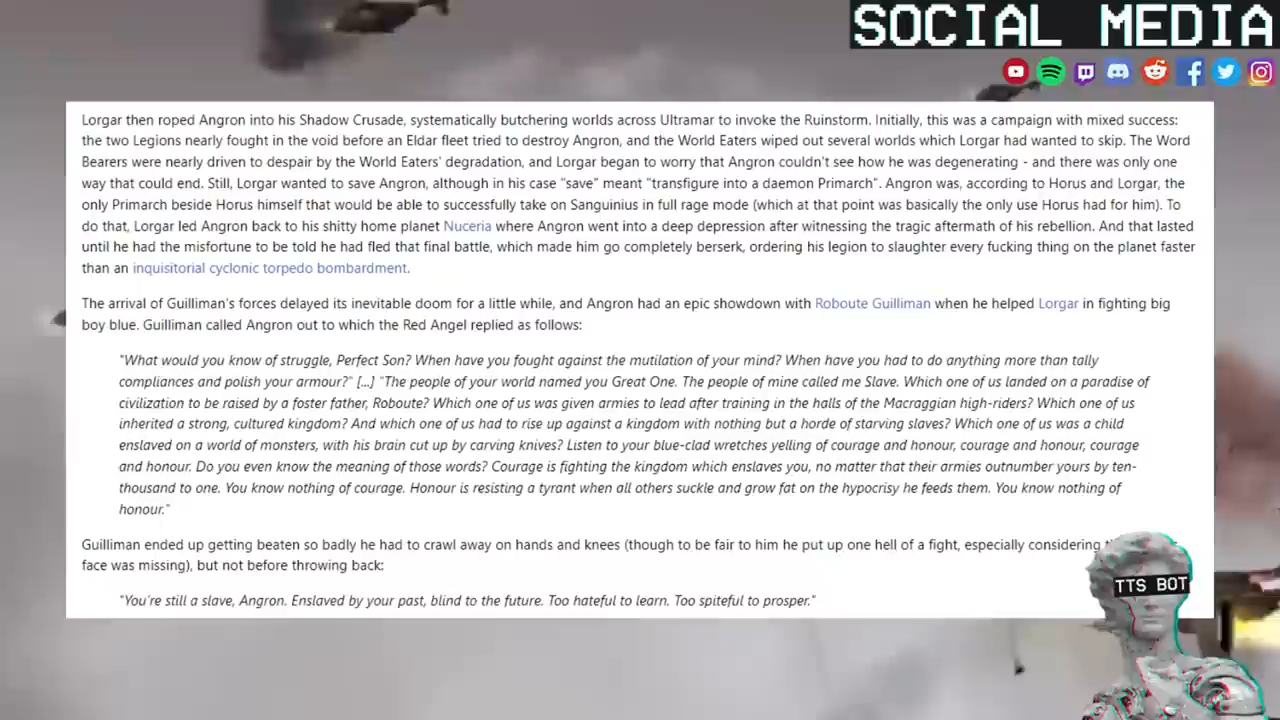 SOCIAL MEDIA
Lorgar then roped Angron into his Shadow Crusade, systematically butchering worlds across Ultramar to invoke the Ruinstorm. Initially, this was a campaign with mixed success:
the two Legions nearly fought in the void before an Eldar fleet tried to destroy Angron, and the World Eaters wiped out several worlds which Lorgar had wanted to skip. The Word
Bearers were nearly driven to despair by the World Eaters' degradation, and Lorgar began to worry that Angron couldn't see how he was degenerating - and there was only one
way that could end. Still, Lorgar wanted to save Angron, although in his case "save" meant "transfigure into a daemon Primarch". Angron was, according to Horus and Lorgar, the
only Primarch beside Horus himself that would be able to successfully take on Sanguinius in full rage mode (which at that point was basically the only use Horus had for him). To
do that, Lorgar led Angron back to his shitty home planet Nuceria where Angron went into a deep depression after witnessing the tragic aftermath of his rebellion. And that lasted
until he had the misfortune to be told he had fled that final battle, which made him go completely berserk, ordering his legion to slaughter every fucking thing on the planet faster
than an inquisitorial cyclonic torpedo bombardment.
The arrival of Guilliman's forces delayed its inevitable doom for a little while, and Angron had an epic showdown with Roboute Guilliman when he helped Lorgar in fighting big
boy blue. Guilliman called Angron out to which the Red Angel replied as follows:
"What would you know of struggle, Perfect Son? When have you fought against the mutilation of your mind? When have you had to do anything more than tally
compliances and polish your armour?" [...] "The people of your world named you Great One. The people of mine called me Slave. Which one of us landed on a paradise of
civilization to be raised by a foster father, Roboute? Which one of us was given armies to lead after training in the halls of the Macraggian high-riders? Which one of us
inherited a strong, cultured kingdom? And which one of us had to rise up against a kingdom with nothing but a horde of starving slaves? Which one of us was a child
enslaved on a world of monsters, with his brain cut up by carving knives? Listen to your blue-clad wretches yelling of courage and honour, courage and honour, courage
and honour. Do you even know the meaning of those words? Courage is fighting the kingdom which enslaves you, no matter that their armies outnumber yours by ten-
thousand to one. You know nothing of courage. Honour is resisting a tyrant when all others suckle and grow fat on the hypocrisy he feeds them. You know nothing of
honour."
Guilliman ended up getting beaten so badly he had to crawl away on hands and knees (though to be fair to him he put up one hell of a fight, especially considering
face was missing), but not before throwing back:
"You're still a slave, Angron. Enslaved by your past, blind to the future. Too hateful to learn. Too spiteful to prosper."
TTS BOT